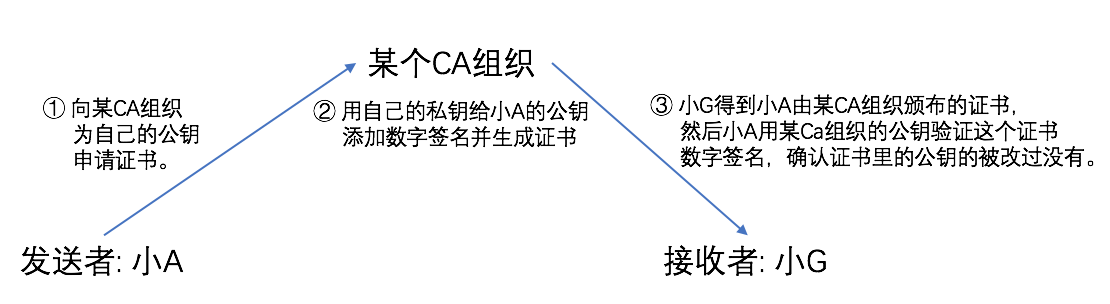 某个CA组织
① 向某CA组织
为自己的公钥
申请证书。
② 用自己的私钥给小A的公钥
添加数字签名并生成证书
③ 小G得到小A由某CA组织颁布的证书，
然后小A用某Ca组织的公钥验证这个证书
数字签名，确认证书里的公钥的被改过没有。
发送者: 小A
接收者: 小G